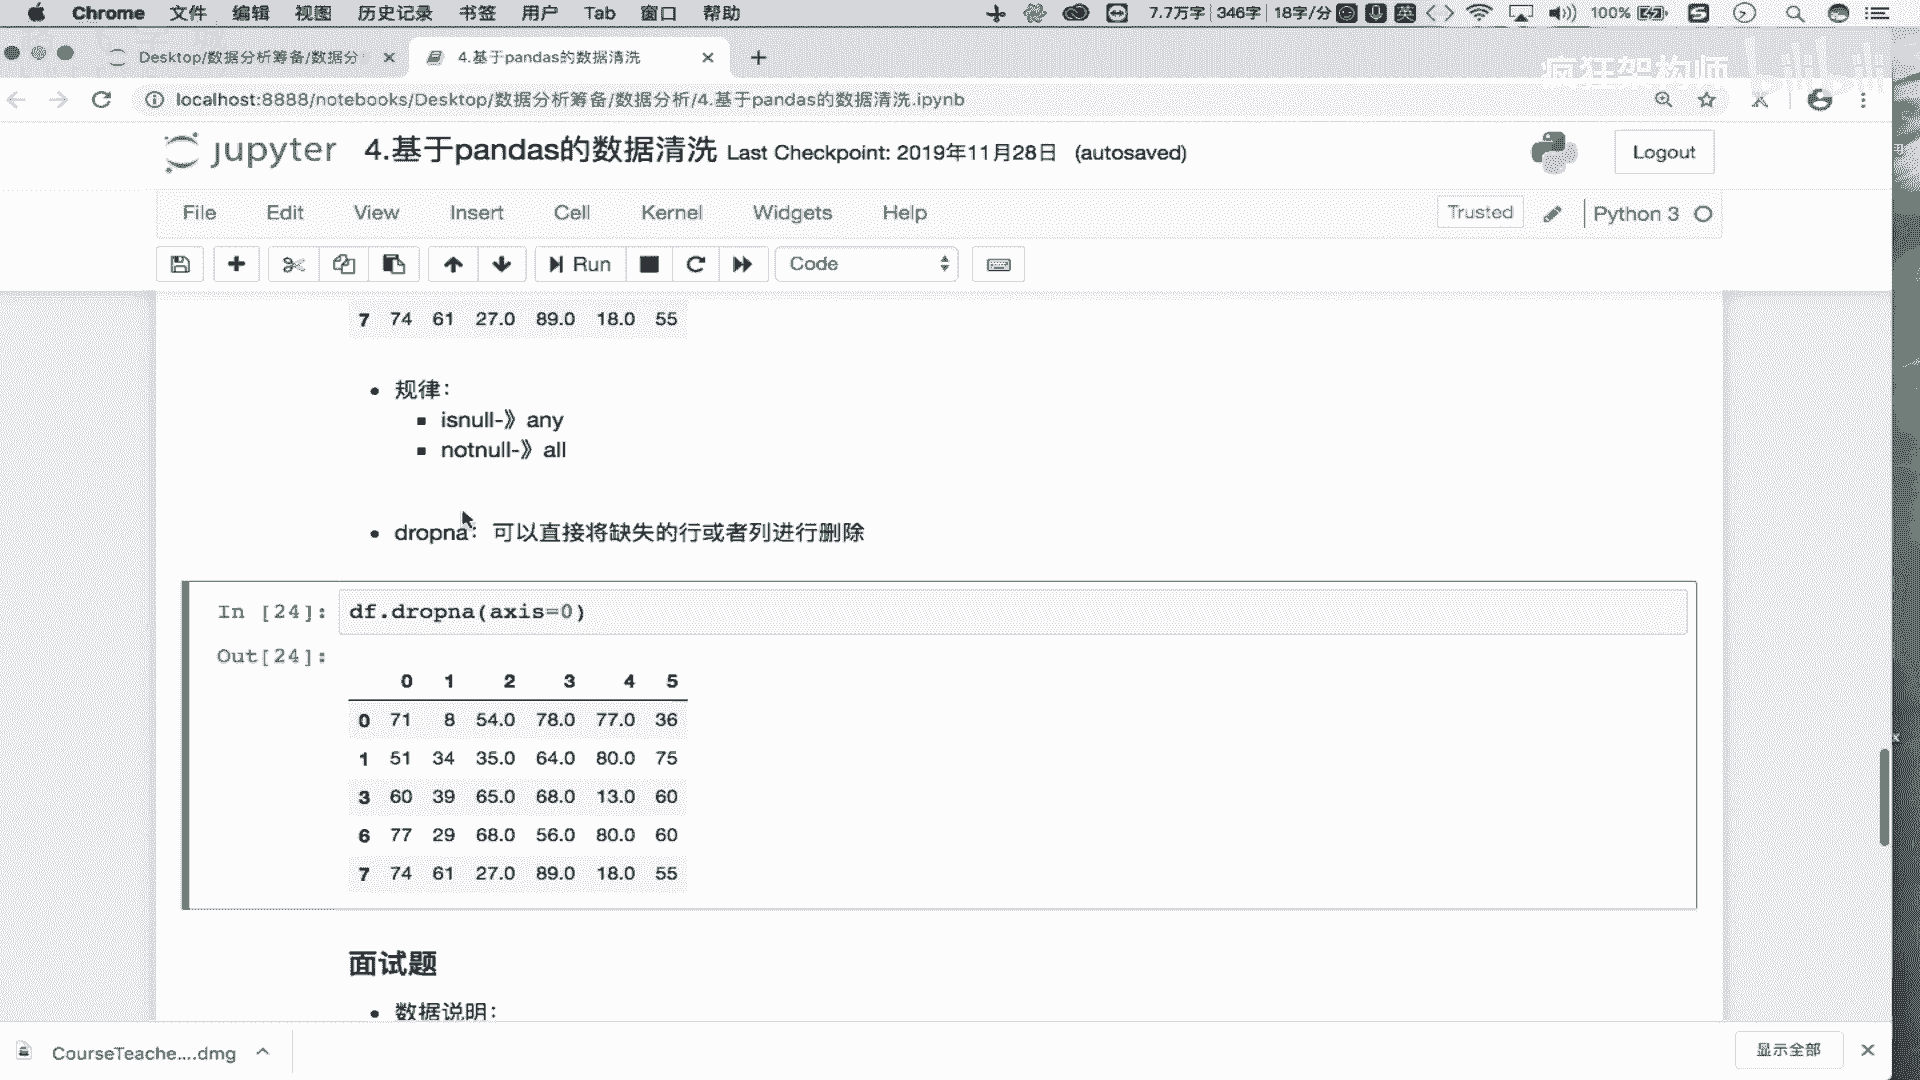 Chrome 文件 编辑 视图 历史记录 书签 用户 Tab 窗口 帮助 7.7万字 346字 18字/分 英 100%
Desktop/数据分析筹备/数据分 4.基于pandas的数据清洗
疯狂架构师 bilibili
localhost:8888/notebooks/Desktop/数据分析筹备/数据分析/4.基于pandas的数据清洗.ipynb
jupyter 4.基于pandas的数据清洗 Last Checkpoint: 2019年11月28日 (autosaved)
Logout
File Edit View Insert Cell Kernel Widgets Help Trusted Python 3
Run Code
7 74 61 27.0 89.0 18.0 55
• 规律：
▪ isnull-》any
▪ notnull-》all
• dropna：可以直接将缺失的行或者列进行删除
In [24]: df.dropna(axis=0)
Out[24]:
0 1 2 3 4 5
0 71 8 54.0 78.0 77.0 36
1 51 34 35.0 64.0 80.0 75
3 60 39 65.0 68.0 13.0 60
6 77 29 68.0 56.0 80.0 60
7 74 61 27.0 89.0 18.0 55
面试题
• 数据说明：
CourseTeache....dmg 显示全部